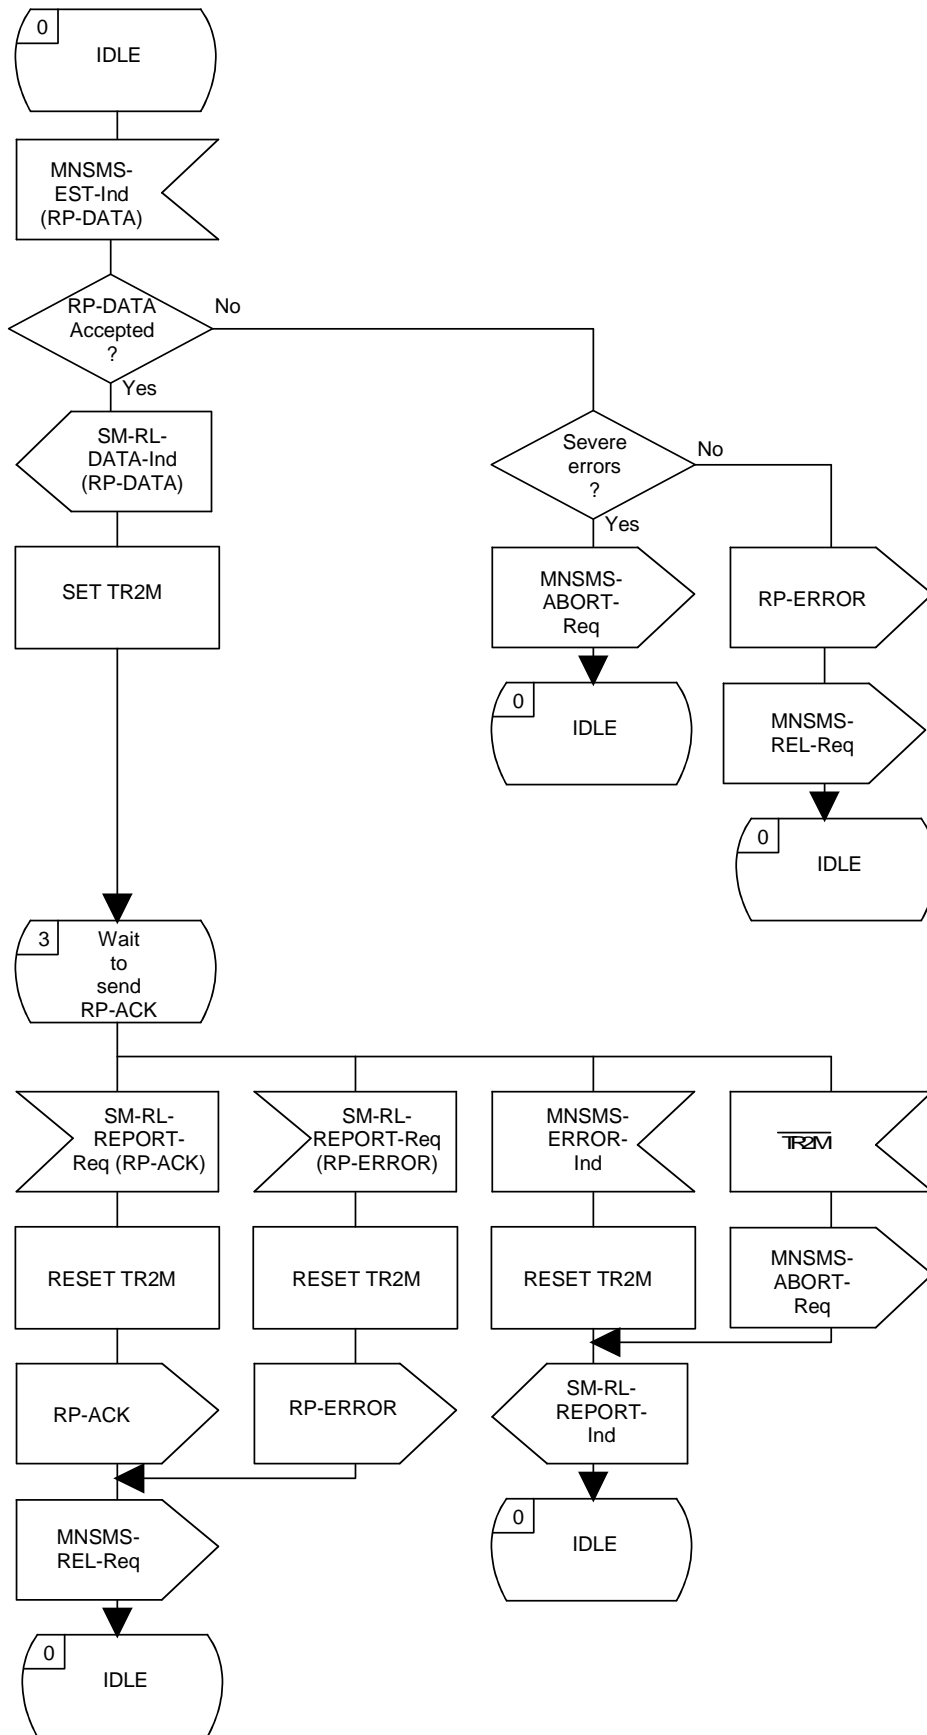 0
IDLE
MNSMS-
EST-Ind
(RP-DATA)
RP-DATA
Accepted
?
No
Yes
SM-RL-
DATA-Ind
(RP-DATA)
SET TR2M
Severe
errors
?
No
Yes
MNSMS-
ABORT-
Req
RP-ERROR
0
IDLE
MNSMS-
REL-Req
0
IDLE
3
Wait
to
send
RP-ACK
SM-RL-
REPORT-
Req (RP-ACK)
SM-RL-
REPORT-Req
(RP-ERROR)
MNSMS-
ERROR-
Ind
TR2M
RESET TR2M
RESET TR2M
RESET TR2M
MNSMS-
ABORT-
Req
RP-ACK
RP-ERROR
SM-RL-
REPORT-
Ind
MNSMS-
REL-Req
0
IDLE
0
IDLE